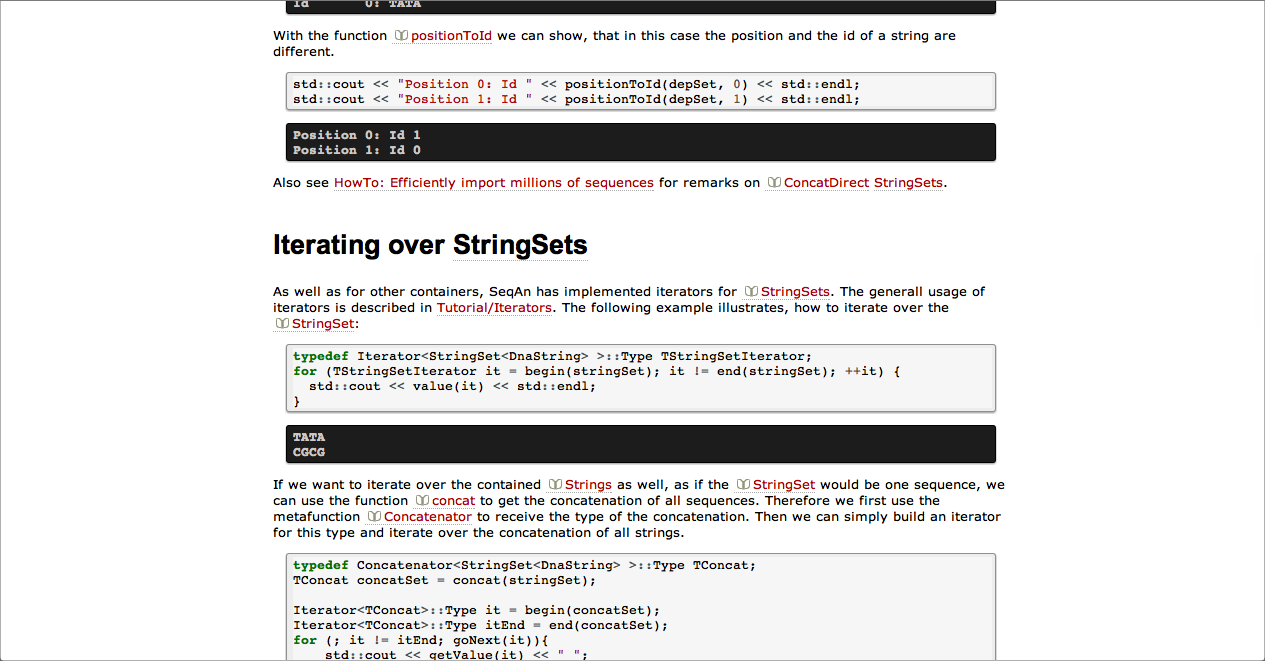 Id       0: TATA
With the function positionToId we can show, that in this case the position and the id of a string are
different.
std::cout << "Position 0: Id " << positionToId(depSet, 0) << std::endl;
std::cout << "Position 1: Id " << positionToId(depSet, 1) << std::endl;
Position 0: Id 1
Position 1: Id 0
Also see HowTo: Efficiently import millions of sequences for remarks on ConcatDirect StringSets.
Iterating over StringSets
As well as for other containers, SeqAn has implemented iterators for StringSets. The generall usage of
iterators is described in Tutorial/Iterators. The following example illustrates, how to iterate over the
StringSet:
typedef Iterator<StringSet<DnaString> >::Type TStringSetIterator;
for (TStringSetIterator it = begin(stringSet); it != end(stringSet); ++it) {
  std::cout << value(it) << std::endl;
}
TATA
CGCG
If we want to iterate over the contained Strings as well, as if the StringSet would be one sequence, we
can use the function concat to get the concatenation of all sequences. Therefore we first use the
metafunction Concatenator to receive the type of the concatenation. Then we can simply build an iterator
for this type and iterate over the concatenation of all strings.
typedef Concatenator<StringSet<DnaString> >::Type TConcat;
TConcat concatSet = concat(stringSet);
Iterator<TConcat>::Type it = begin(concatSet);
Iterator<TConcat>::Type itEnd = end(concatSet);
for (; it != itEnd; goNext(it)){
    std::cout << getValue(it) << " ";